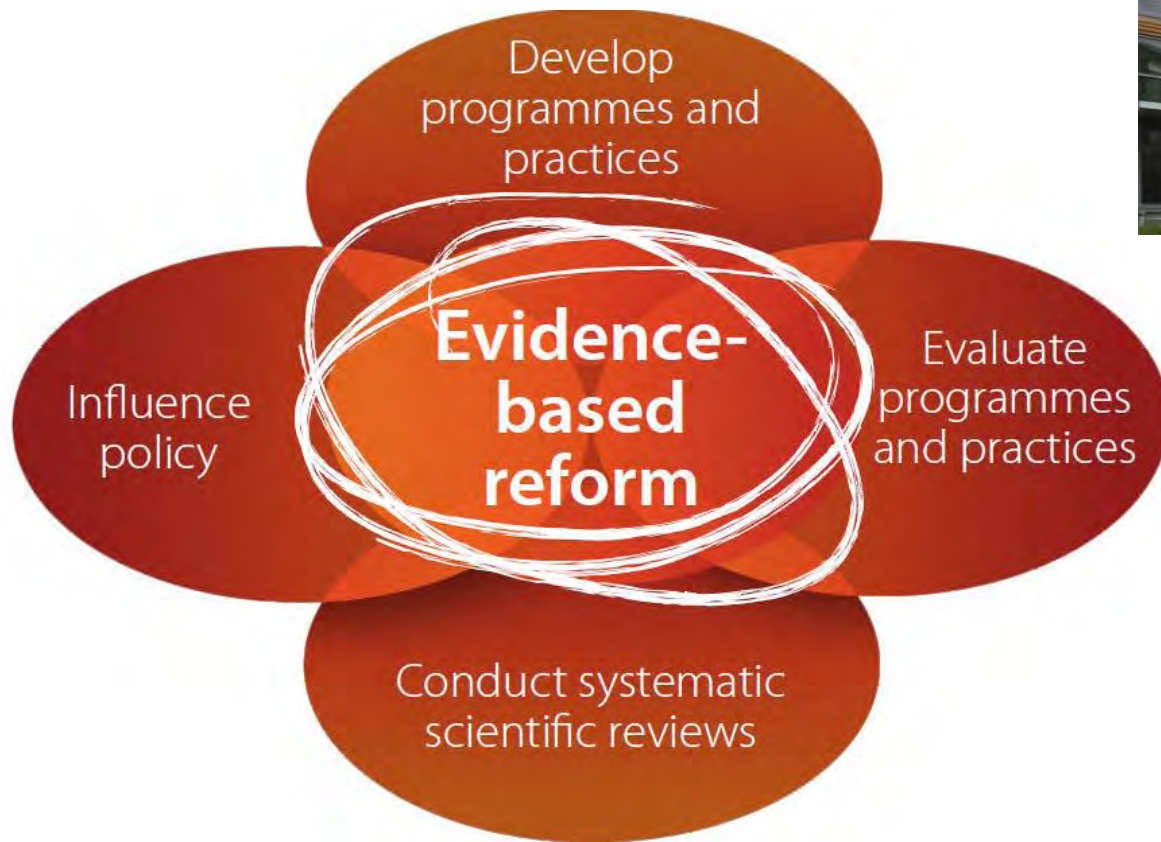 Develop
programmes and
practices
Influence
policy
Evidence-
based
reform
Evaluate
programmes
and practices
Conduct systematic
scientific reviews